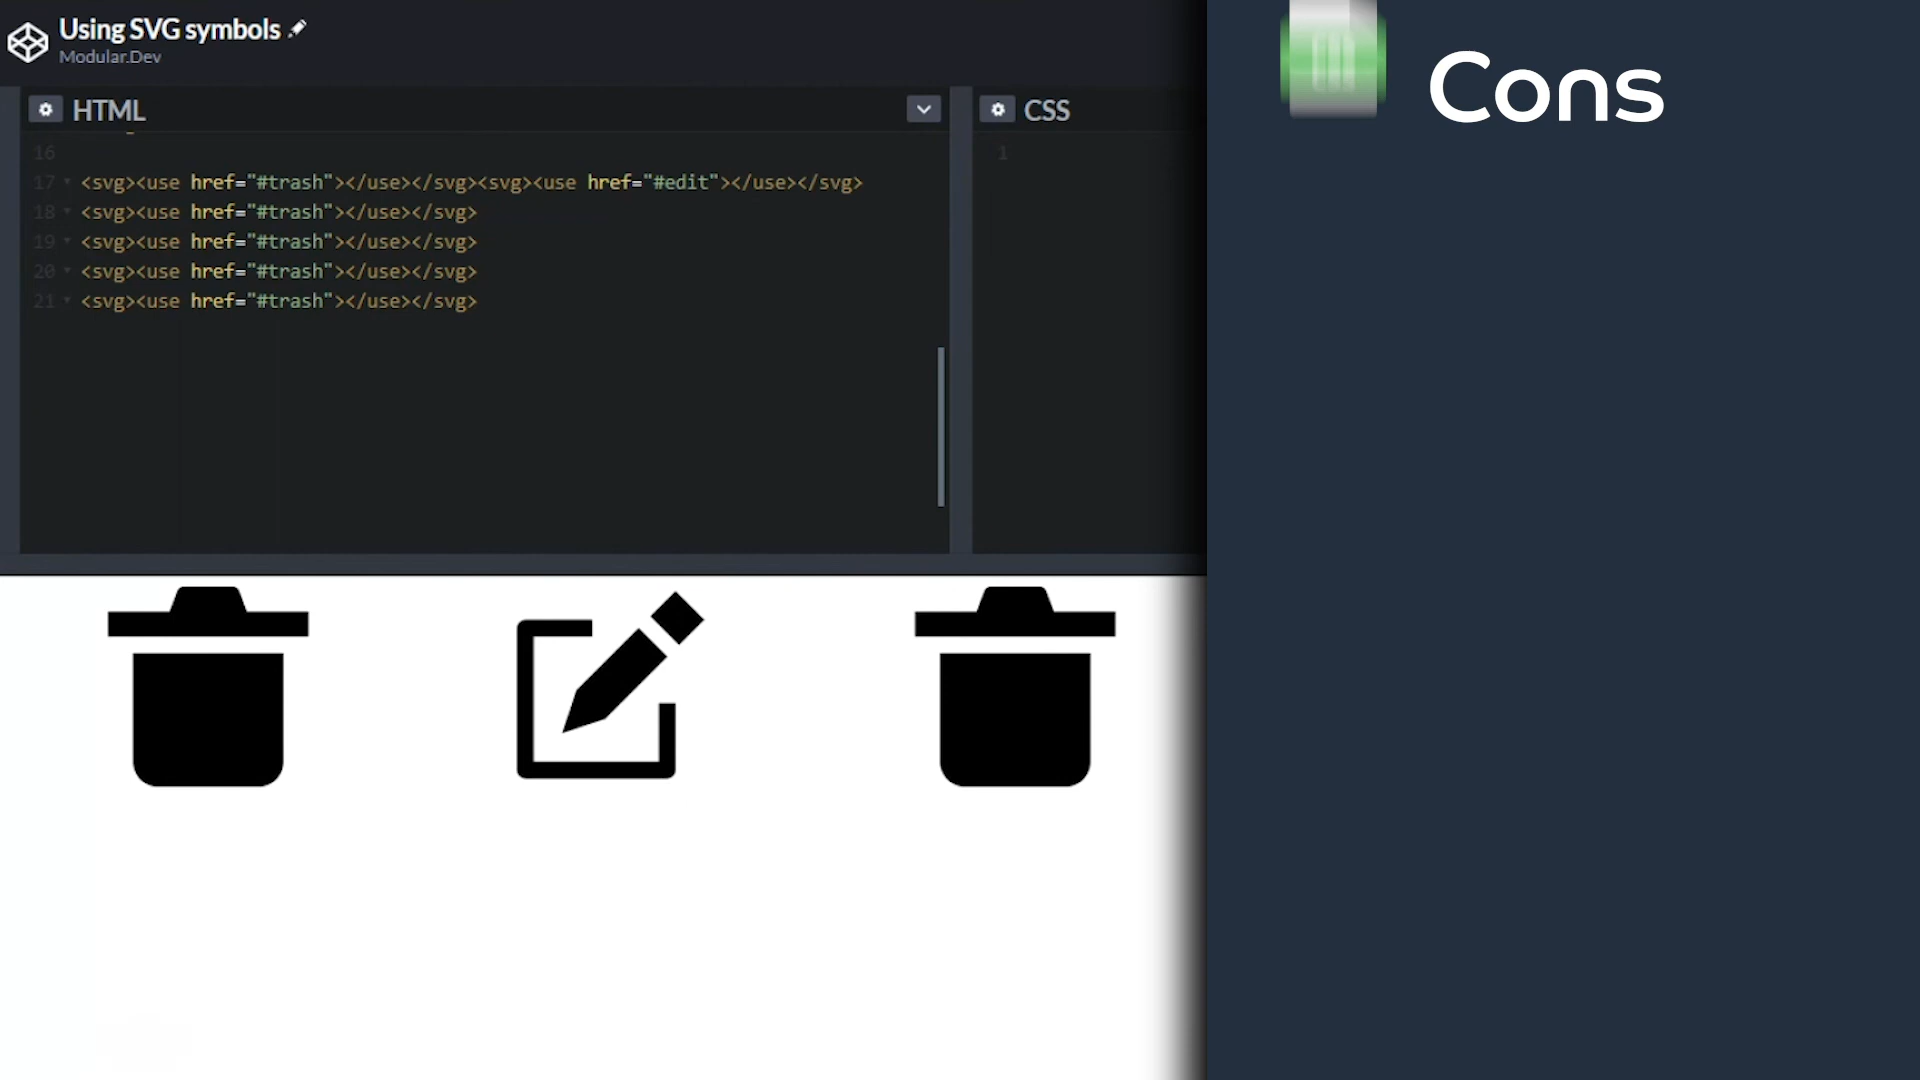 Using SVG symbols
Modular.Dev
HTML
CSS
16
17 <svg><use href="#trash"></use></svg><svg><use href="#edit"></use></svg>
18 <svg><use href="#trash"></use></svg>
19 <svg><use href="#trash"></use></svg>
20 <svg><use href="#trash"></use></svg>
21 <svg><use href="#trash"></use></svg>
1
Cons